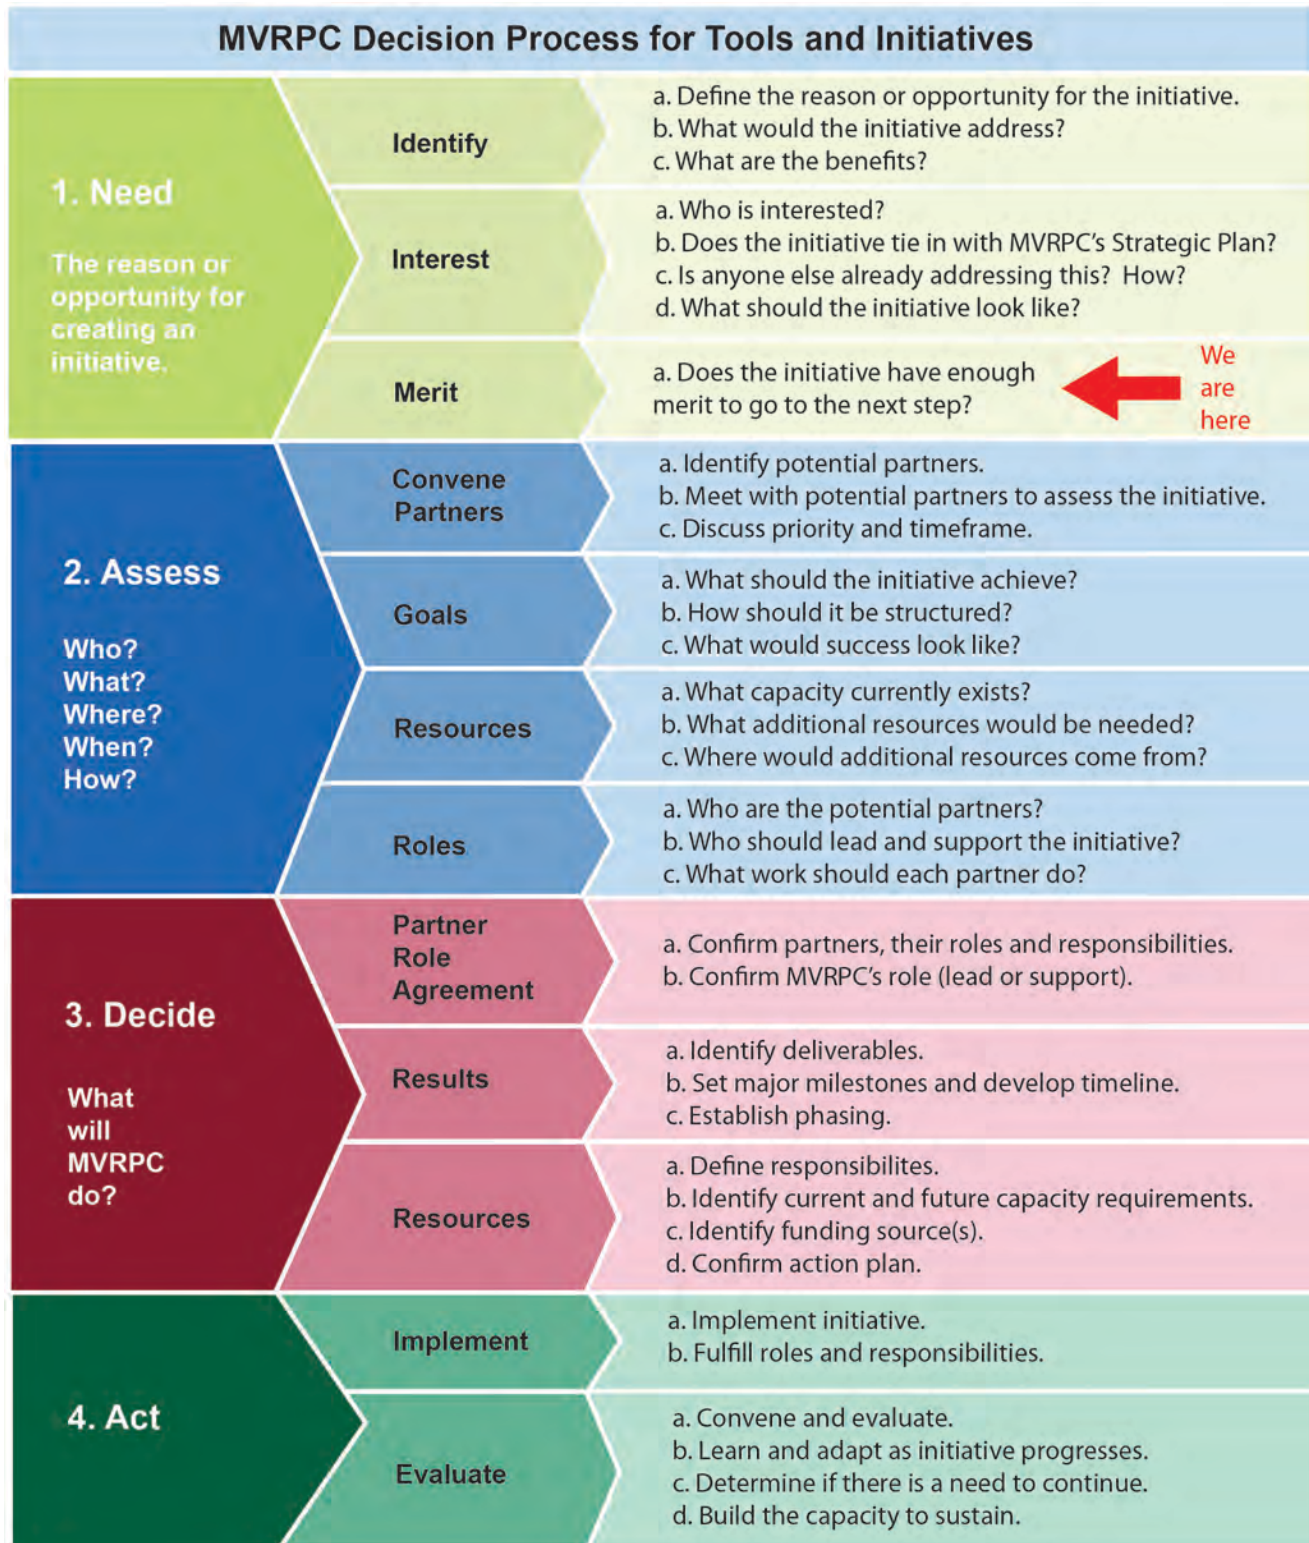 MVRPC Decision Process for Tools and Initiatives
1. Need
The reason or
opportunity for
creating an
initiative.
Identify
a. Define the reason or opportunity for the initiative.
b. What would the initiative address?
c. What are the benefits?
Interest
a. Who is interested?
b. Does the initiative tie in with MVRPC's Strategic Plan?
c. Is anyone else already addressing this?  How?
d. What should the initiative look like?
Merit
a. Does the initiative have enough
merit to go to the next step?
We
are
here
2. Assess
Who?
What?
Where?
When?
How?
Convene
Partners
a. Identify potential partners.
b. Meet with potential partners to assess the initiative.
c. Discuss priority and timeframe.
Goals
a. What should the initiative achieve?
b. How should it be structured?
c. What would success look like?
Resources
a. What capacity currently exists?
b. What additional resources would be needed?
c. Where would additional resources come from?
Roles
a. Who are the potential partners?
b. Who should lead and support the initiative?
c. What work should each partner do?
3. Decide
What
will
MVRPC
do?
Partner
Role
Agreement
a. Confirm partners, their roles and responsibilities.
b. Confirm MVRPC's role (lead or support).
Results
a. Identify deliverables.
b. Set major milestones and develop timeline.
c. Establish phasing.
Resources
a. Define responsibilites.
b. Identify current and future capacity requirements.
c. Identify funding source(s).
d. Confirm action plan.
4. Act
Implement
a. Implement initiative.
b. Fulfill roles and responsibilities.
Evaluate
a. Convene and evaluate.
b. Learn and adapt as initiative progresses.
c. Determine if there is a need to continue.
d. Build the capacity to sustain.